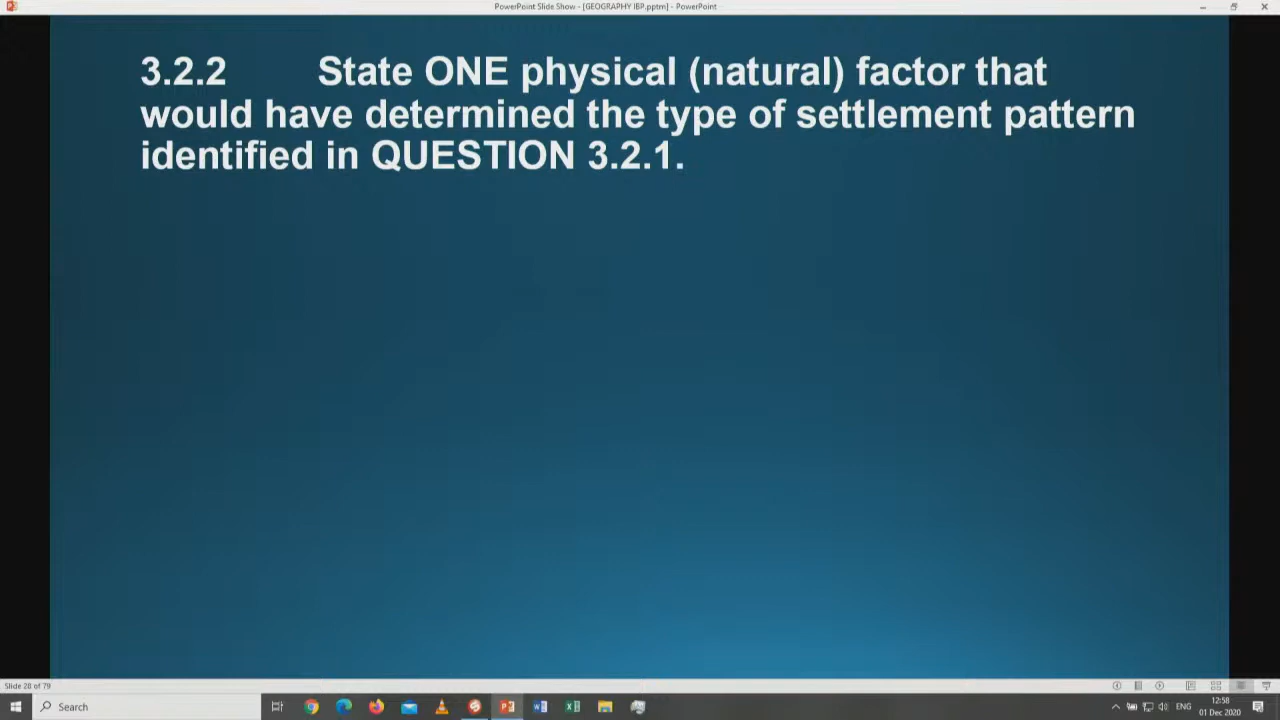 PowerPoint Slide Show - [GEOGRAPHY IBP.pptm] - PowerPoint
3.2.2 State ONE physical (natural) factor that
would have determined the type of settlement pattern
identified in QUESTION 3.2.1.
Slide 28 of 79
Search
ENG
12:58
01 Dec 2020